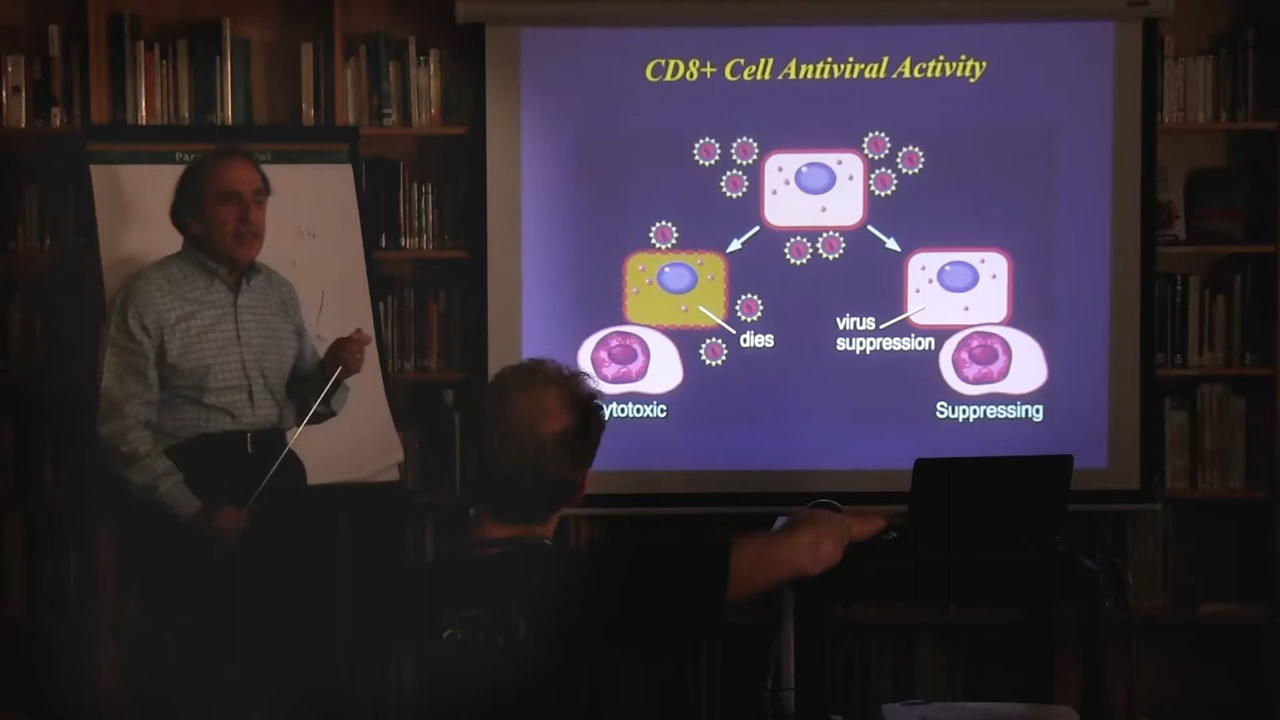 CD8+ Cell Antiviral Activity
dies
virus
suppression
ytotoxic
Suppressing